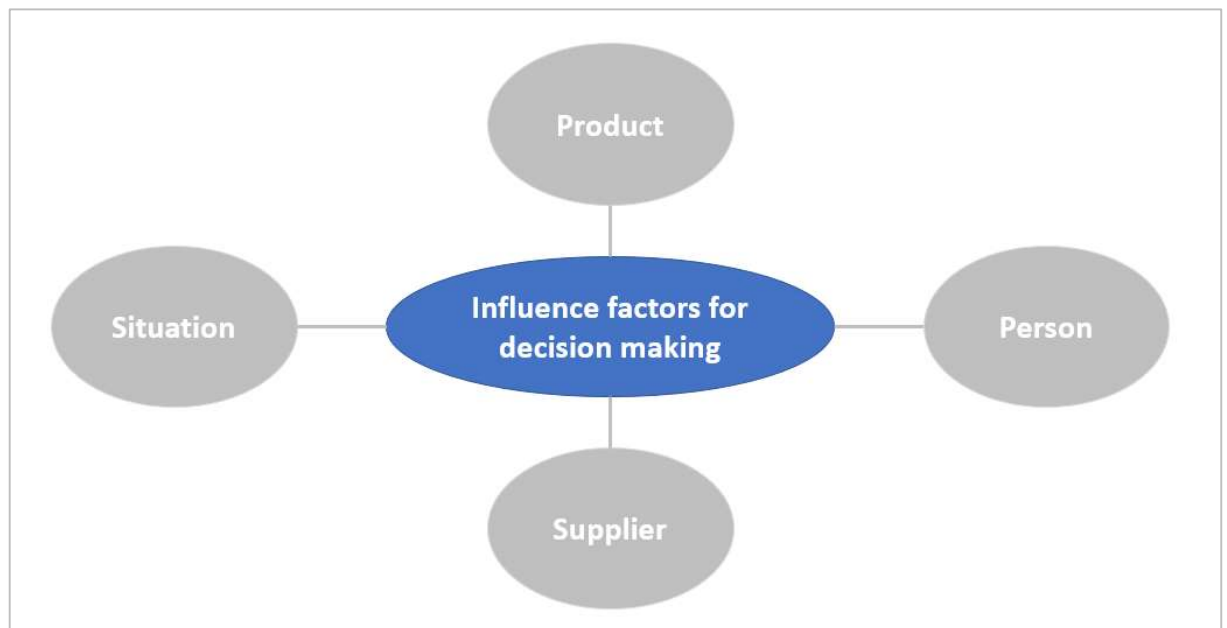 Product
Situation
Influence factors for
decision making
Person
Supplier